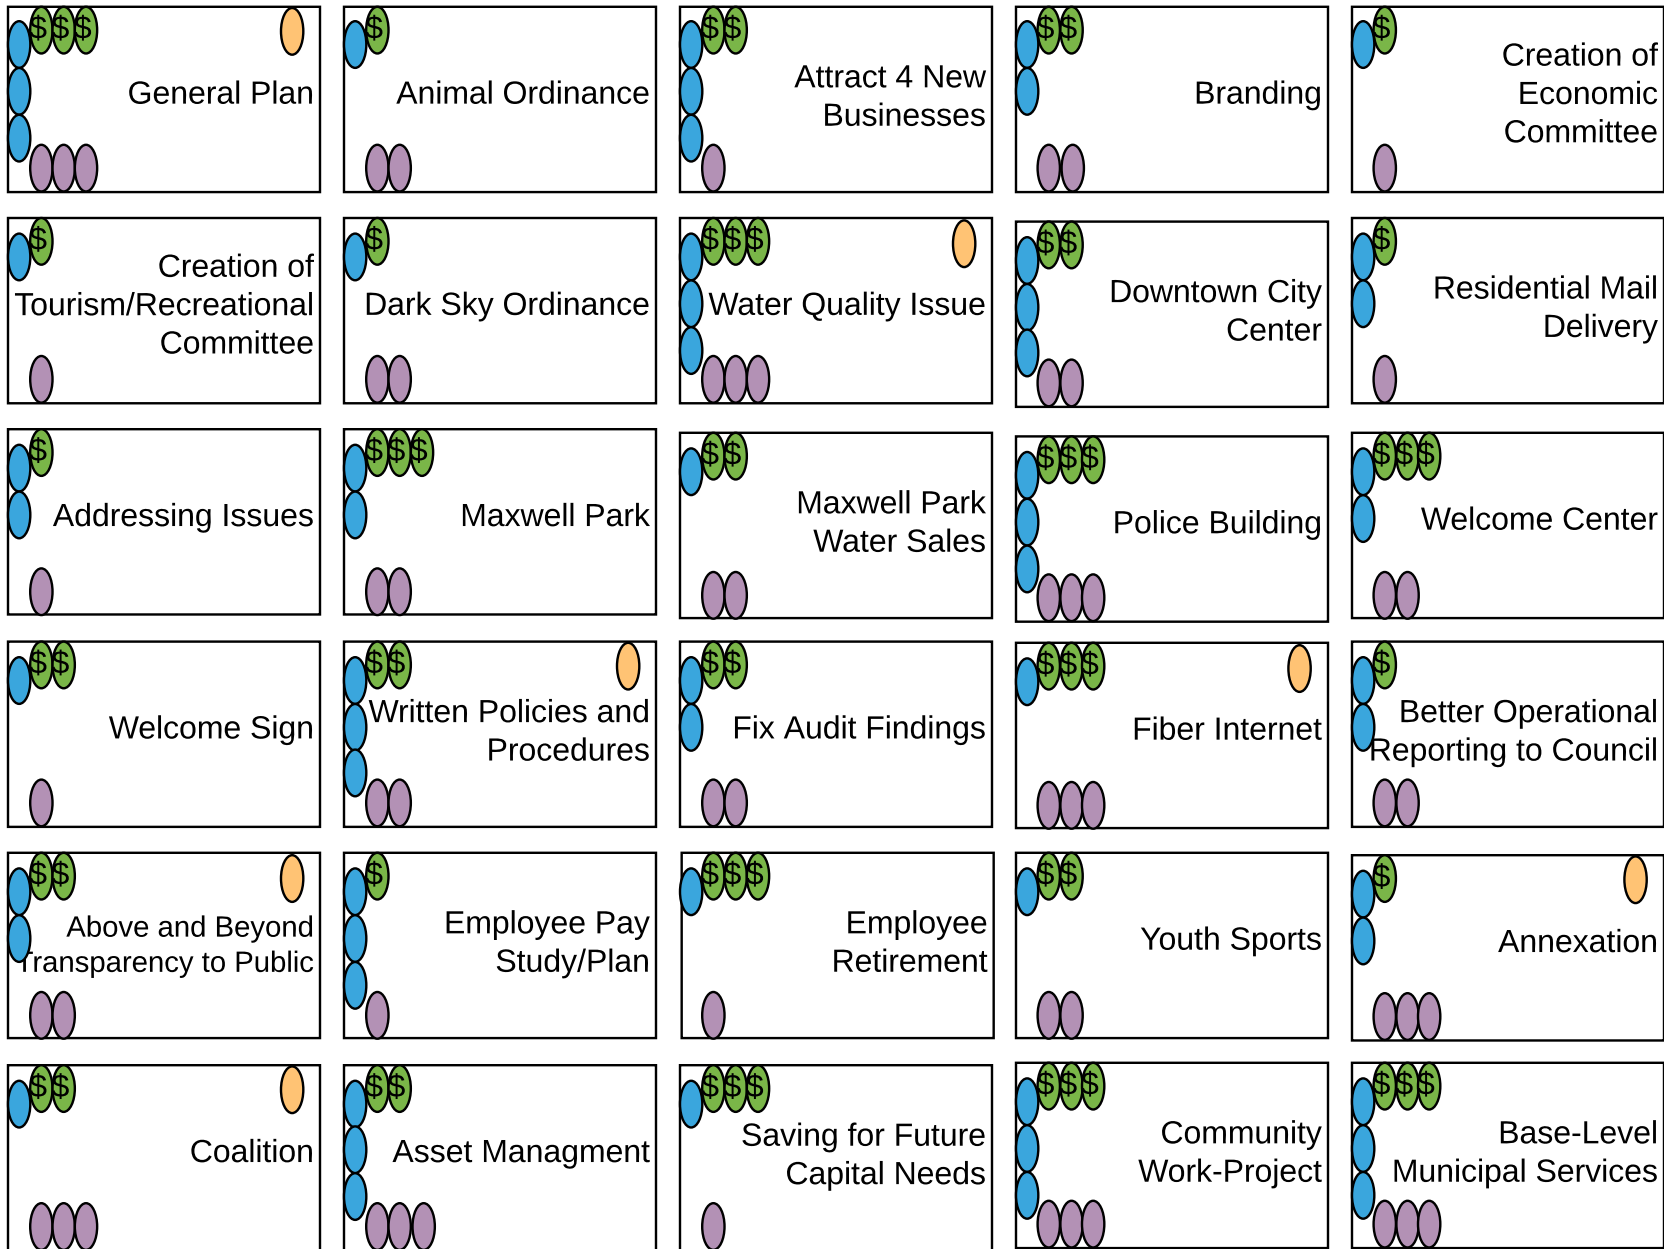 $$$
General Plan
$
Animal Ordinance
$$
Attract 4 New
Businesses
$$
Branding
$
Creation of
Economic
Committee
$
Creation of
Tourism/Recreational
Committee
$
Dark Sky Ordinance
$$$
Water Quality Issue
$$
Downtown City
Center
$
Residential Mail
Delivery
$
Addressing Issues
$$$
Maxwell Park
$$
Maxwell Park
Water Sales
$$$
Police Building
$$$
Welcome Center
$$
Welcome Sign
$$
Written Policies and
Procedures
$$
Fix Audit Findings
$$$
Fiber Internet
$
Better Operational
Reporting to Council
$$
Above and Beyond
Transparency to Public
$
Employee Pay
Study/Plan
$$$
Employee
Retirement
$$
Youth Sports
$
Annexation
$$
Coalition
$$
Asset Managment
$$$
Saving for Future
Capital Needs
$$$
Community
Work-Project
$$$
Base-Level
Municipal Services